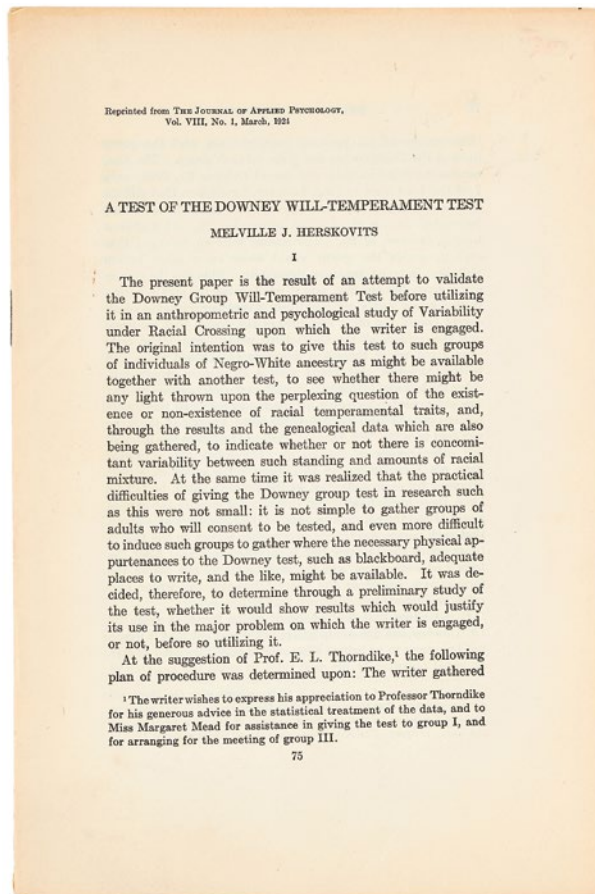 Reprinted from THE JOURNAL OF APPLIED PSYCHOLOGY,
Vol. VIII, No. 1, March, 1924
A TEST OF THE DOWNEY WILL-TEMPERAMENT TEST
MELVILLE J. HERSKOVITS
I
The present paper is the result of an attempt to validate
the Downey Group Will-Temperament Test before utilizing
it in an anthropometric and psychological study of Variability
under Racial Crossing upon which the writer is engaged.
The original intention was to give this test to such groups
of individuals of Negro-White ancestry as might be available
together with another test, to see whether there might be
any light thrown upon the perplexing question of the exist-
ence or non-existence of racial temperamental traits, and,
through the results and the genealogical data which are also
being gathered, to indicate whether or not there is concomi-
tant variability between such standing and amounts of racial
mixture. At the same time it was realized that the practical
difficulties of giving the Downey group test in research such
as this were not small: it is not simple to gather groups of
adults who will consent to be tested, and even more difficult
to induce such groups to gather where the necessary physical ap-
purtenances to the Downey test, such as blackboard, adequate
places to write, and the like, might be available. It was de-
cided, therefore, to determine through a preliminary study of
the test, whether it would show results which would justify
its use in the major problem on which the writer is engaged,
or not, before so utilizing it.
At the suggestion of Prof. E. L. Thorndike,¹ the following
plan of procedure was determined upon: The writer gathered
¹ The writer wishes to express his appreciation to Professor Thorndike
for his generous advice in the statistical treatment of the data, and to
Miss Margaret Mead for assistance in giving the test to group I, and
for arranging for the meeting of group III.
75